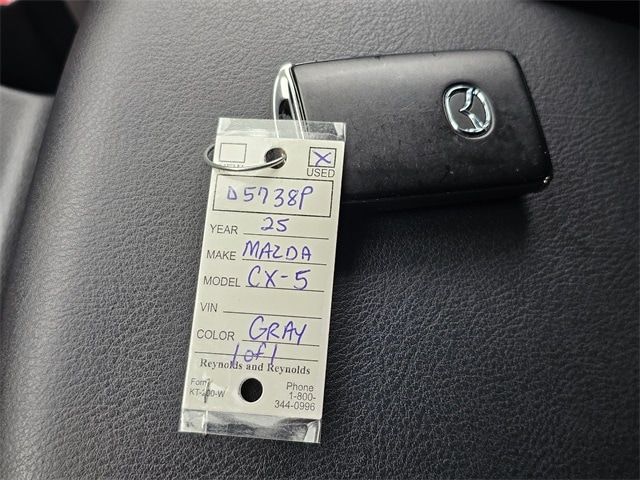 NEW X USED
D5738P
YEAR 25
MAKE MAZDA
MODEL CX-5
VIN
COLOR GRAY
1 of 1
Reynolds and Reynolds
Form KT-200-W
Phone 1-800-344-0996